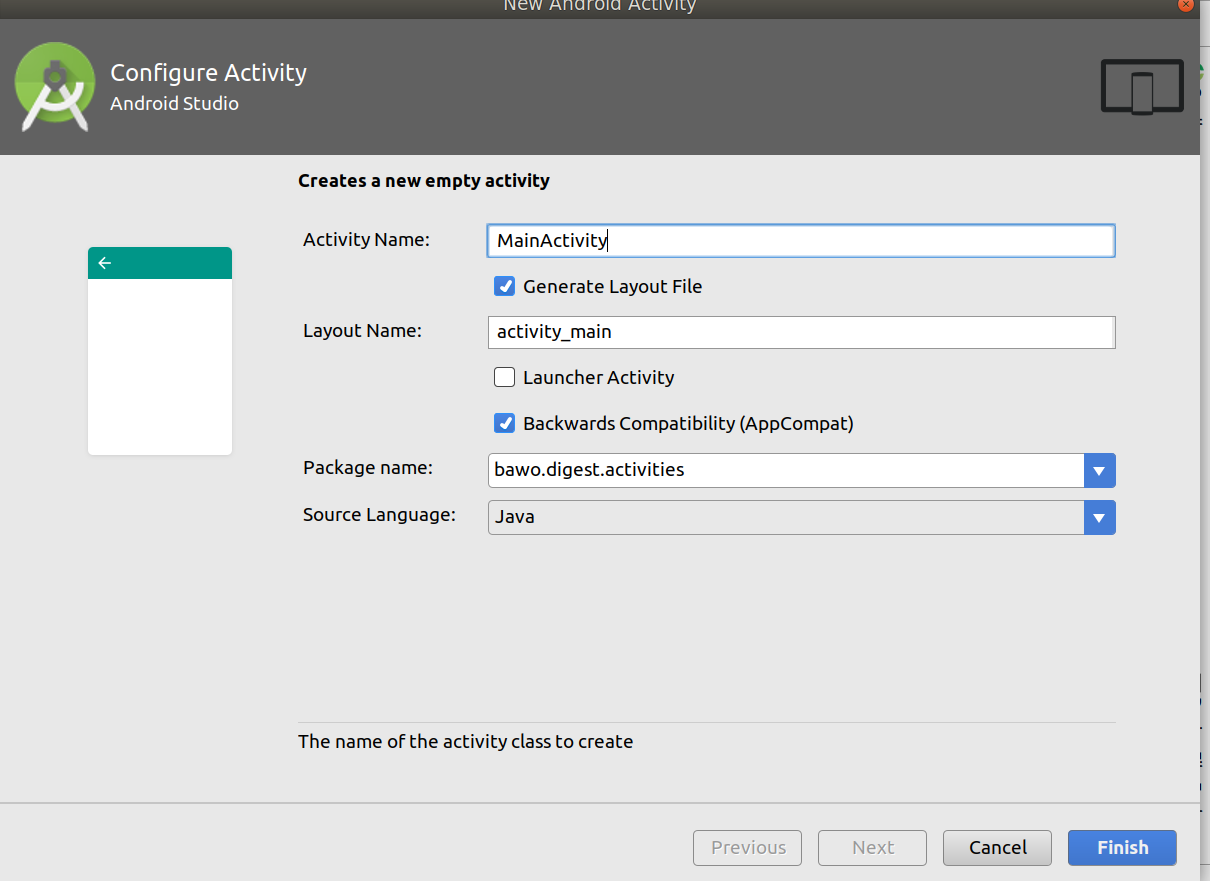 New Android Activity
Configure Activity
Android Studio
Creates a new empty activity
Activity Name: MainActivity
Generate Layout File
Layout Name: activity_main
Launcher Activity
Backwards Compatibility (AppCompat)
Package name: bawo.digest.activities
Source Language: Java
The name of the activity class to create
Previous Next Cancel Finish